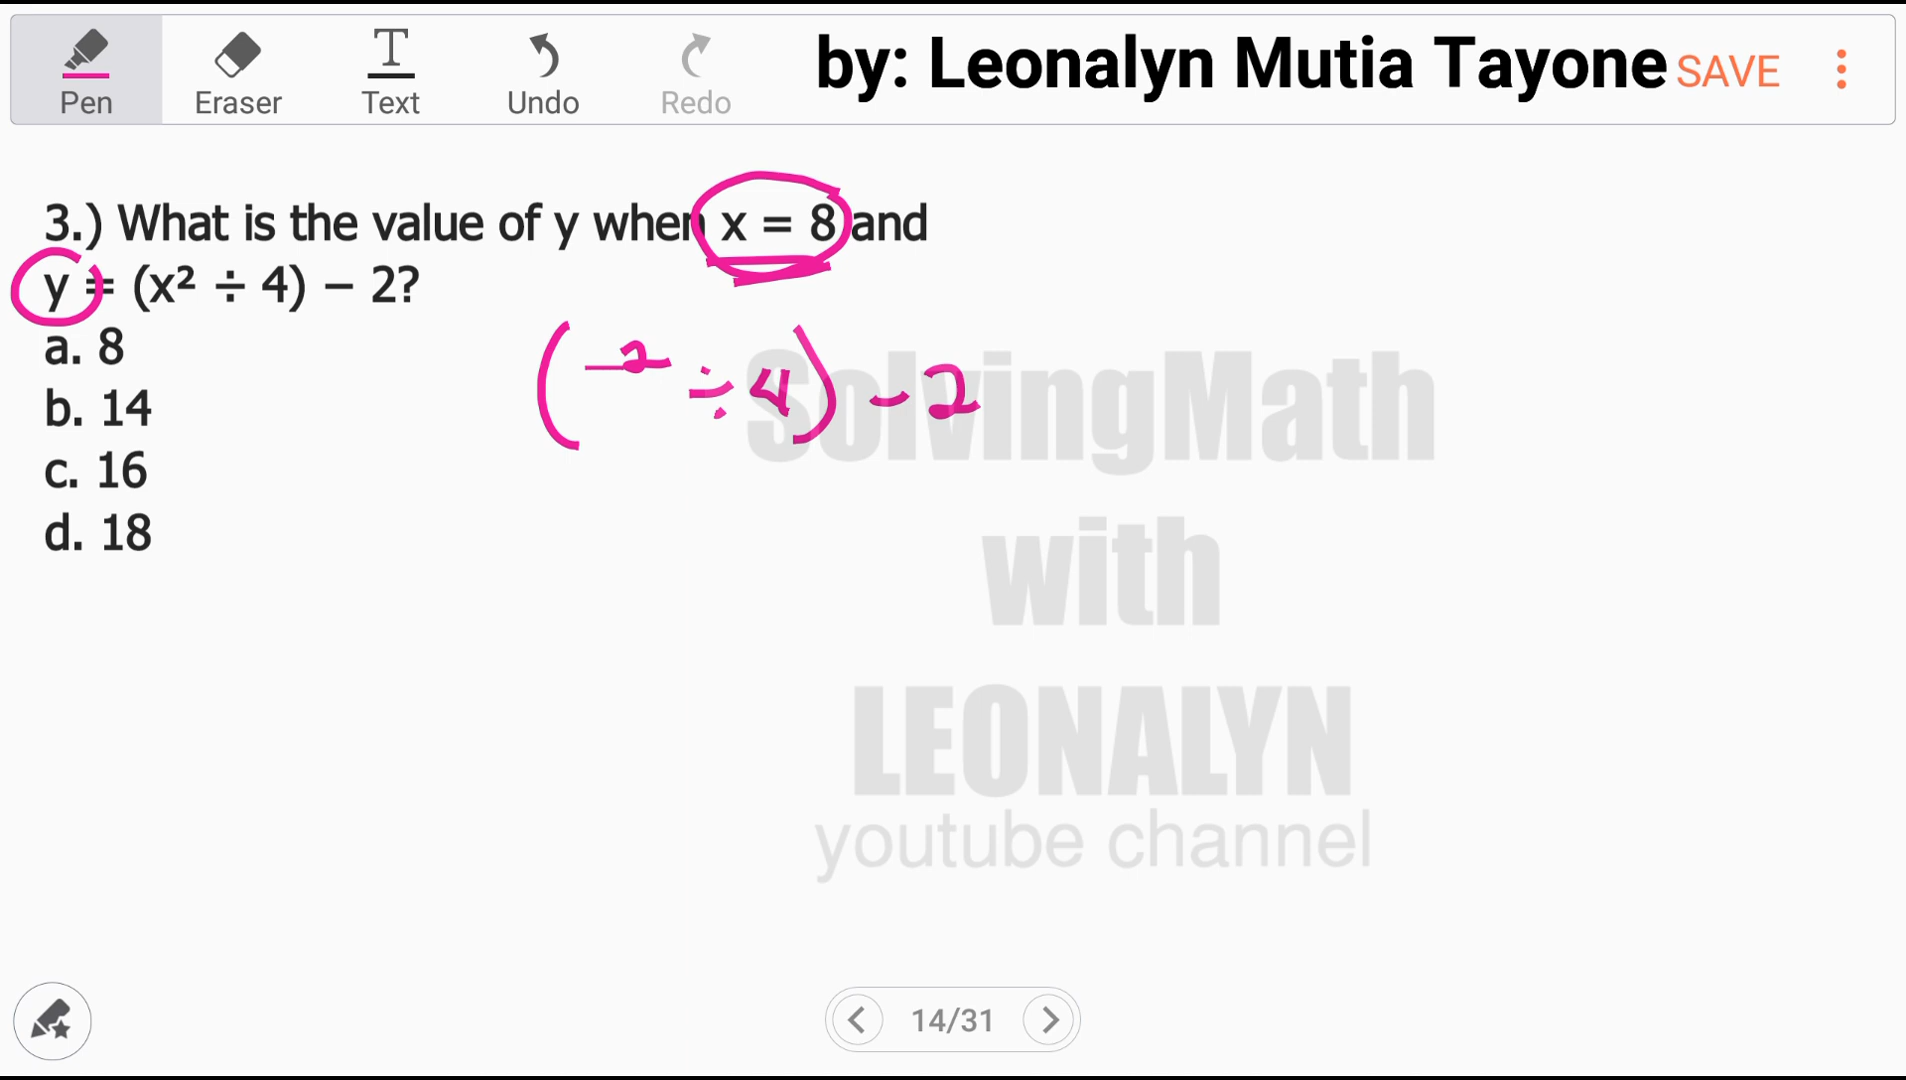 Pen
Eraser
Text
Undo
Redo
by: Leonalyn Mutia Tayone
SAVE
3.) What is the value of y when x = 8 and
y = (x² ÷ 4) – 2?
a. 8
b. 14
c. 16
d. 18
( ² ÷ 4) - 2
SolvingMath
with
LEONALYN
youtube channel
14/31